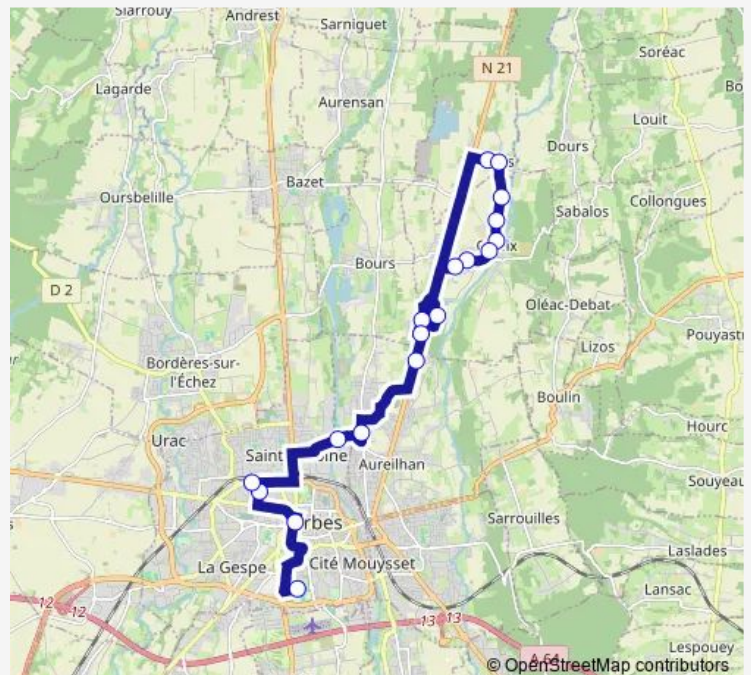 Siarrouy
Andrest
Sarniguet
Soréac
N 21
Lagarde
Aurensan
Louit
Dours
Bazet
Oursbelille
Sabalos
Collongues
Bours
D 2
Oléac-Debat
Lizos
Bordères-sur-
l'Échez
Boulin
Hourc
Urac
Aureilhan
Sarrouilles
Laslades
La Gespe
Cité Mouysset
Lansac
12
12
13
13
A 64
Lespouey
© OpenStreetMap contributors